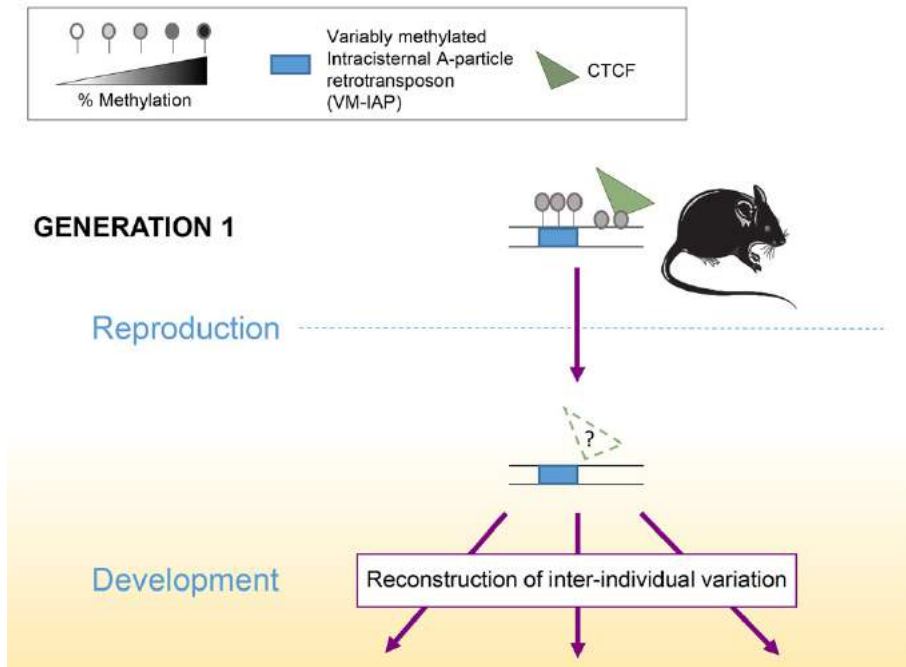 % Methylation
Variably methylated
Intracisternal A-particle
retrotransposon
(VM-IAP)
CTCF
GENERATION 1
Reproduction
?
Development
Reconstruction of inter-individual variation